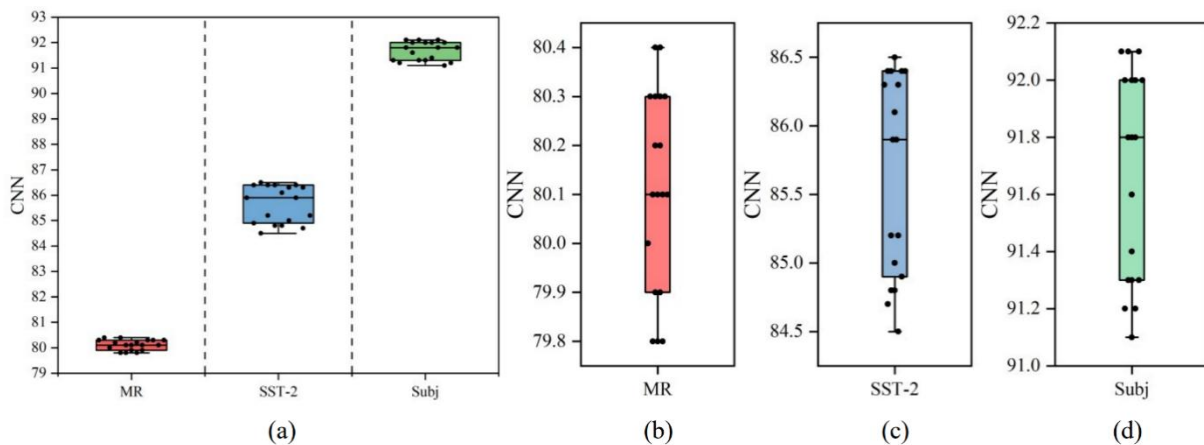 CNN
93
92
91
90
89
88
87
86
85
84
83
82
81
80
79
MR SST-2 Subj
(a)
CNN
80.4
80.3
80.2
80.1
80.0
79.9
79.8
MR
(b)
CNN
86.5
86.0
85.5
85.0
84.5
SST-2
(c)
CNN
92.2
92.0
91.8
91.6
91.4
91.2
91.0
Subj
(d)